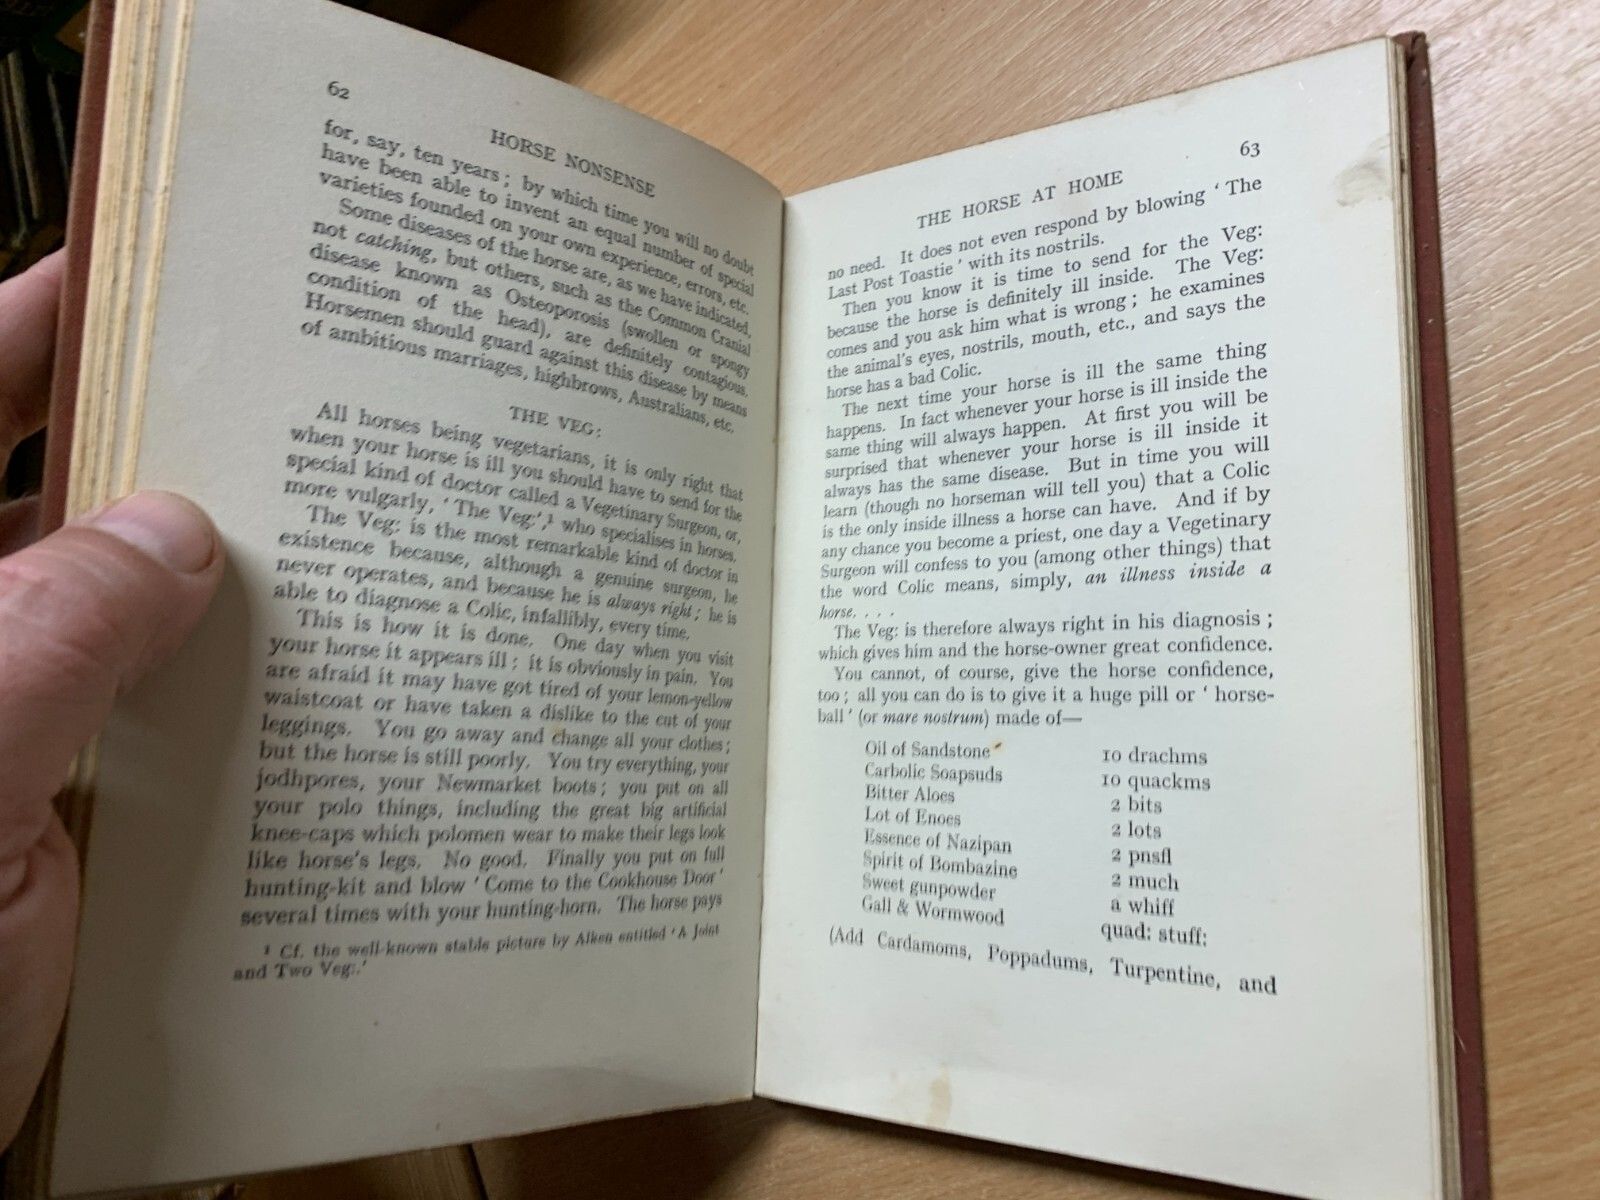 62
HORSE NONSENSE
for, say, ten years; by which time you will no doubt
have been able to invent an equal number of special
varieties founded on your own experience, errors, etc.
Some diseases of the horse are, as we have indicated,
not catching, but others, such as the Common Cranial
disease known as Osteoporosis (swollen or spongy
condition of the head), are definitely contagious.
Horsemen should guard against this disease by means
of ambitious marriages, highbrows, Australians, etc.
THE VEG:
All horses being vegetarians, it is only right that
when your horse is ill you should have to send for the
special kind of doctor called a Vegetinary Surgeon, or,
more vulgarly, ‘ The Veg:’,¹ who specialises in horses.
The Veg: is the most remarkable kind of doctor in
existence because, although a genuine surgeon, he
never operates, and because he is always right; he is
able to diagnose a Colic, infallibly, every time.
This is how it is done. One day when you visit
your horse it appears ill; it is obviously in pain. You
are afraid it may have got tired of your lemon-yellow
waistcoat or have taken a dislike to the cut of your
leggings. You go away and change all your clothes;
but the horse is still poorly. You try everything, your
jodhpores, your Newmarket boots; you put on all
your polo things, including the great big artificial
knee-caps which polomen wear to make their legs look
like horse's legs. No good. Finally you put on full
hunting-kit and blow ‘ Come to the Cookhouse Door ’
several times with your hunting-horn. The horse pays
¹ Cf. the well-known stable picture by Alken entitled ‘ A Joint
and Two Veg:.’
63
THE HORSE AT HOME
no need. It does not even respond by blowing ‘ The
Last Post Toastie ’ with its nostrils.
Then you know it is time to send for the Veg:
because the horse is definitely ill inside. The Veg:
comes and you ask him what is wrong; he examines
the animal's eyes, nostrils, mouth, etc., and says the
horse has a bad Colic.
The next time your horse is ill the same thing
happens. In fact whenever your horse is ill inside the
same thing will always happen. At first you will be
surprised that whenever your horse is ill inside it
always has the same disease. But in time you will
learn (though no horseman will tell you) that a Colic
is the only inside illness a horse can have. And if by
any chance you become a priest, one day a Vegetinary
Surgeon will confess to you (among other things) that
the word Colic means, simply, an illness inside a
horse. . . .
The Veg: is therefore always right in his diagnosis;
which gives him and the horse-owner great confidence.
You cannot, of course, give the horse confidence,
too; all you can do is to give it a huge pill or ‘ horse-
ball ’ (or mare nostrum) made of—
Oil of Sandstone 10 drachms
Carbolic Soapsuds 10 quackms
Bitter Aloes 2 bits
Lot of Enoes 2 lots
Essence of Nazipan 2 pnsfl
Spirit of Bombazine 2 much
Sweet gunpowder a whiff
Gall & Wormwood quad: stuff:
(Add Cardamoms, Poppadums, Turpentine, and